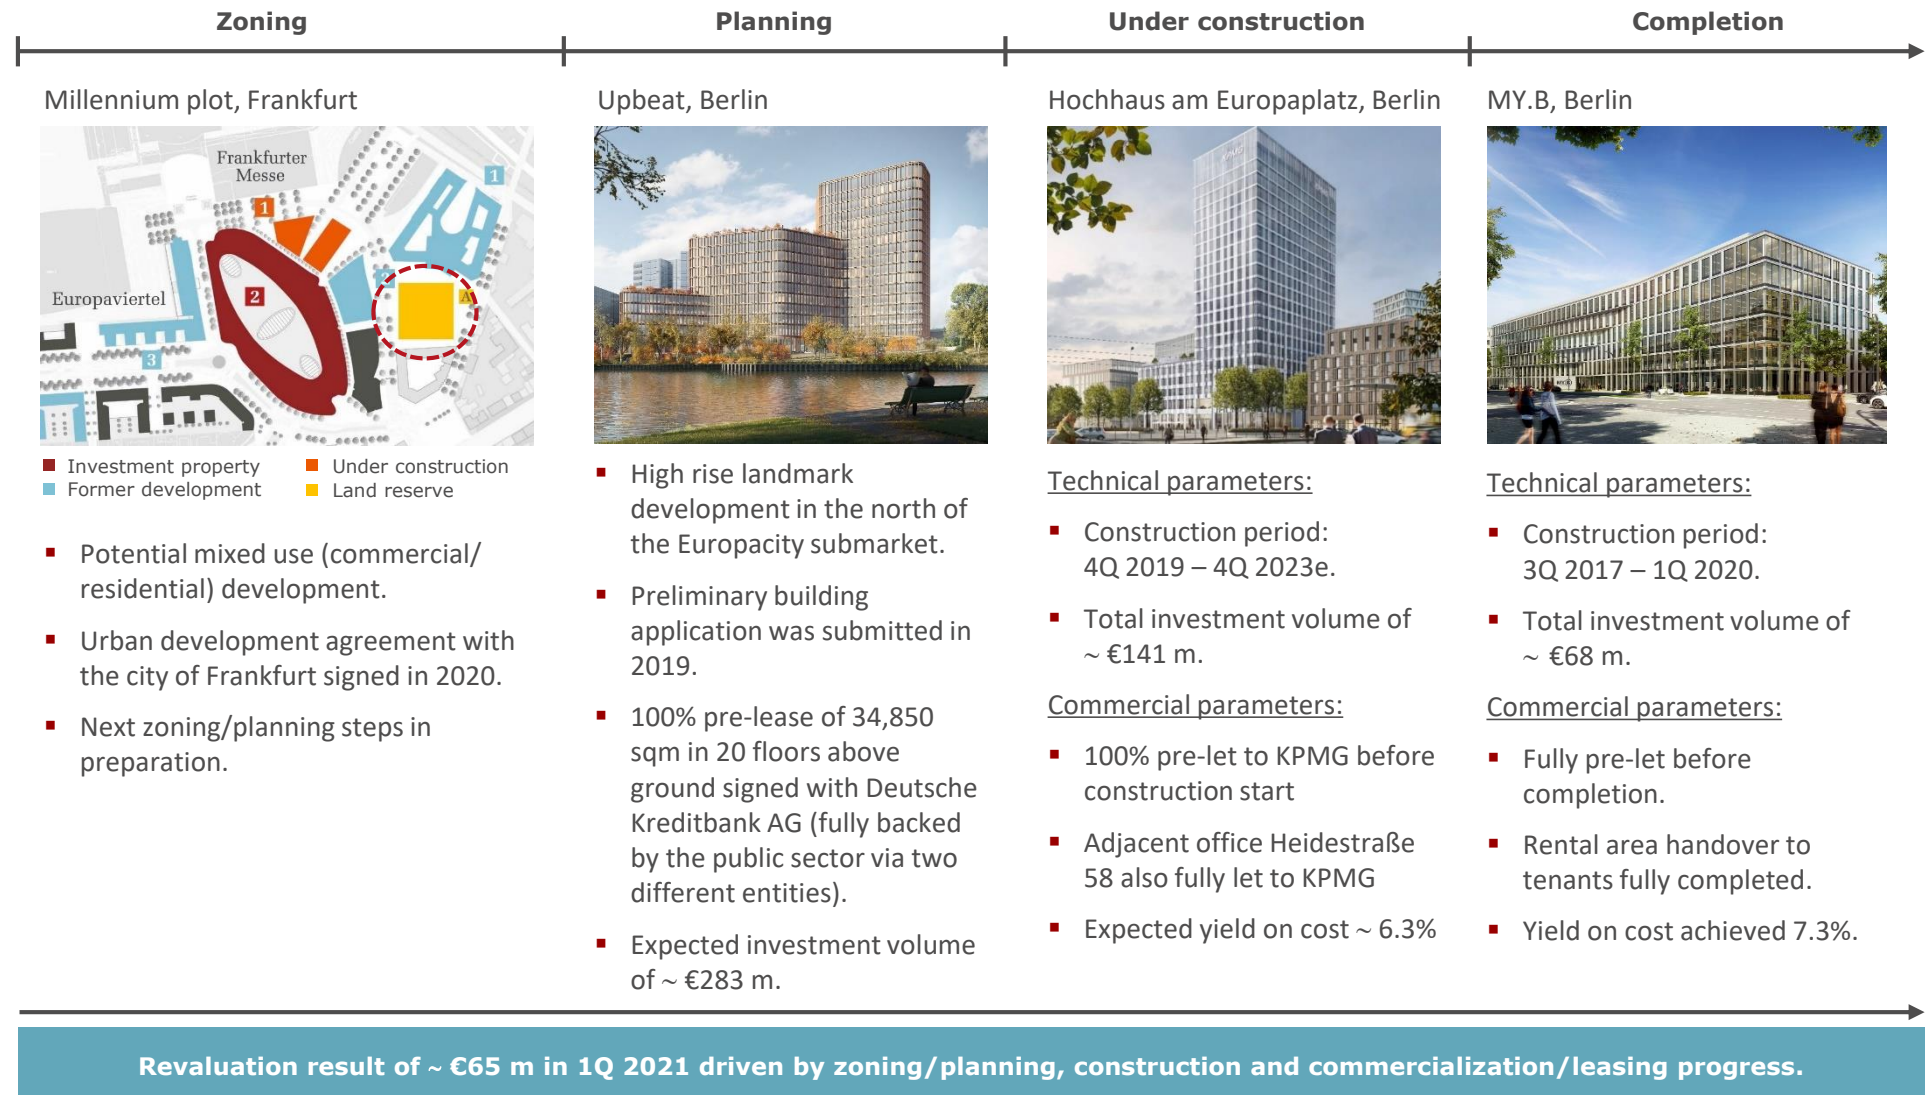 Zoning
Planning
Under construction
Completion
Millennium plot, Frankfurt
Frankfurter
Messe
1
1
2
2
A
Europaviertel
3
Investment property
Under construction
Former development
Land reserve
Potential mixed use (commercial/
residential) development.
Urban development agreement with
the city of Frankfurt signed in 2020.
Next zoning/planning steps in
preparation.
Upbeat, Berlin
High rise landmark
development in the north of
the Europacity submarket.
Preliminary building
application was submitted in
2019.
100% pre-lease of 34,850
sqm in 20 floors above
ground signed with Deutsche
Kreditbank AG (fully backed
by the public sector via two
different entities).
Expected investment volume
of ~ €283 m.
Hochhaus am Europaplatz, Berlin
KPMG
Technical parameters:
Construction period:
4Q 2019 – 4Q 2023e.
Total investment volume of
~ €141 m.
Commercial parameters:
100% pre-let to KPMG before
construction start
Adjacent office Heidestraße
58 also fully let to KPMG
Expected yield on cost ~ 6.3%
MY.B, Berlin
Technical parameters:
Construction period:
3Q 2017 – 1Q 2020.
Total investment volume of
~ €68 m.
Commercial parameters:
Fully pre-let before
completion.
Rental area handover to
tenants fully completed.
Yield on cost achieved 7.3%.
Revaluation result of ~ €65 m in 1Q 2021 driven by zoning/planning, construction and commercialization/leasing progress.